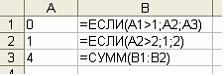 A B
1 0 =ЕСЛИ(A1>1;A2;A3)
2 1 =ЕСЛИ(A2>2;1;2)
3 4 =СУММ(B1:B2)